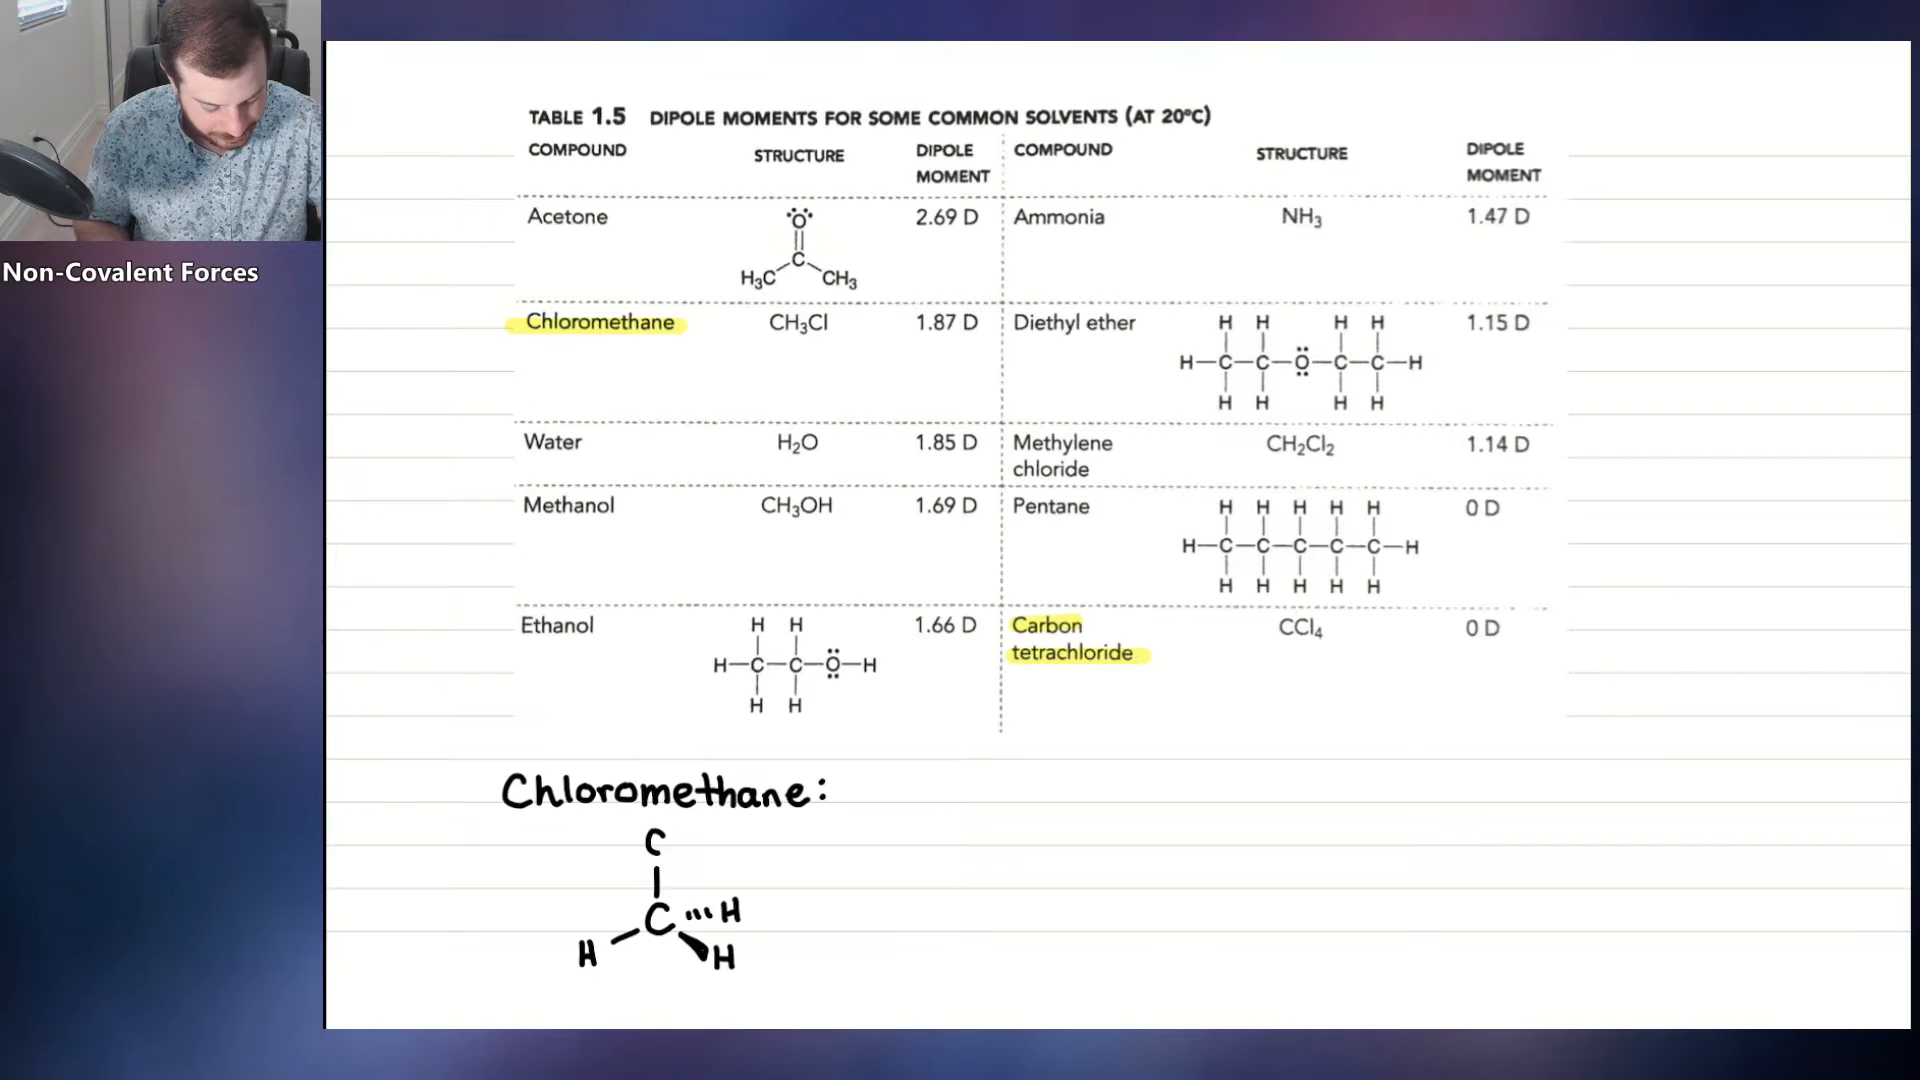 Non-Covalent Forces
TABLE 1.5 DIPOLE MOMENTS FOR SOME COMMON SOLVENTS (AT 20°C)
COMPOUND STRUCTURE DIPOLE MOMENT COMPOUND STRUCTURE DIPOLE MOMENT
Acetone
:O:
||
C
H₃C CH₃
2.69 D
Ammonia NH₃ 1.47 D
Chloromethane CH₃Cl 1.87 D
Diethyl ether
H H H H
H—C—C—O—C—C—H
H H H H
1.15 D
Water H₂O 1.85 D
Methylene
chloride
CH₂Cl₂ 1.14 D
Methanol CH₃OH 1.69 D
Pentane
H H H H H
H—C—C—C—C—C—H
H H H H H
0 D
Ethanol
H H
H—C—C—O—H
H H
1.66 D
Carbon
tetrachloride
CCl₄ 0 D
Chloromethane:
C
C H
H H